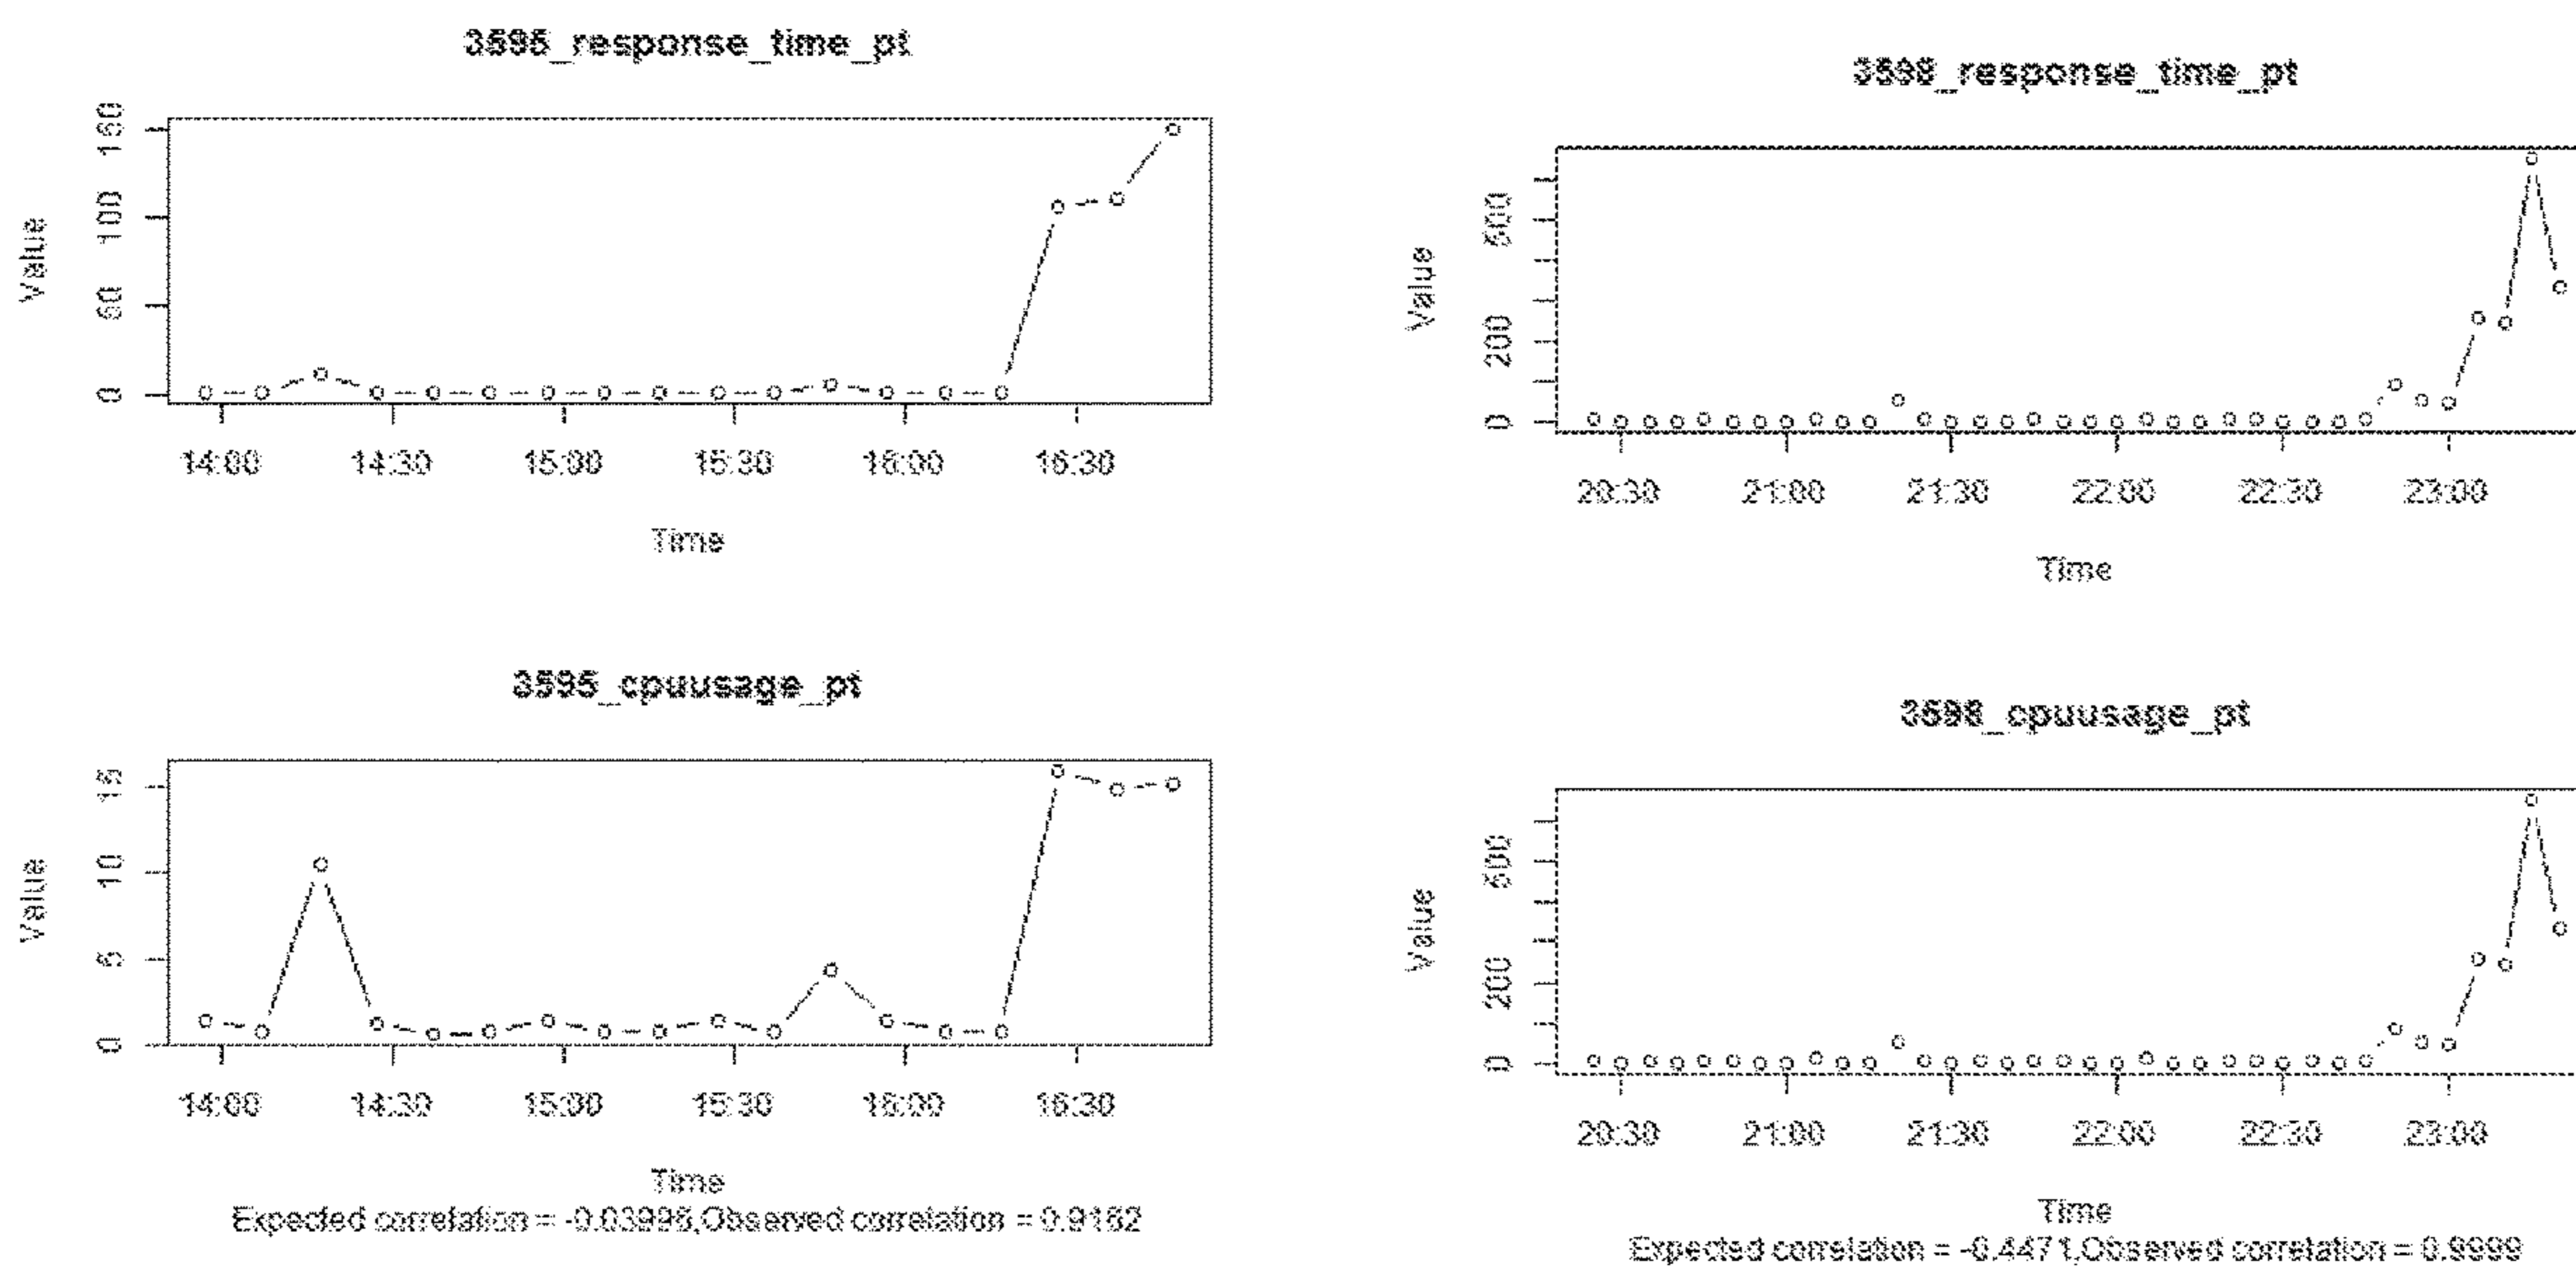 3595_response_time_pt
Value
0 50 100 150
14:00 14:30 15:00 15:30 16:00 16:30
Time
3595_cpuusage_pt
Value
0 5 10 15
14:00 14:30 15:00 15:30 16:00 16:30
Time
Expected correlation = -0.03998,Observed correlation = 0.9182
3598_response_time_pt
Value
0 200 500
20:30 21:00 21:30 22:00 22:30 23:00
Time
3598_cpuusage_pt
Value
0 200 500
20:30 21:00 21:30 22:00 22:30 23:00
Time
Expected correlation = -0.4471,Observed correlation = 0.9999